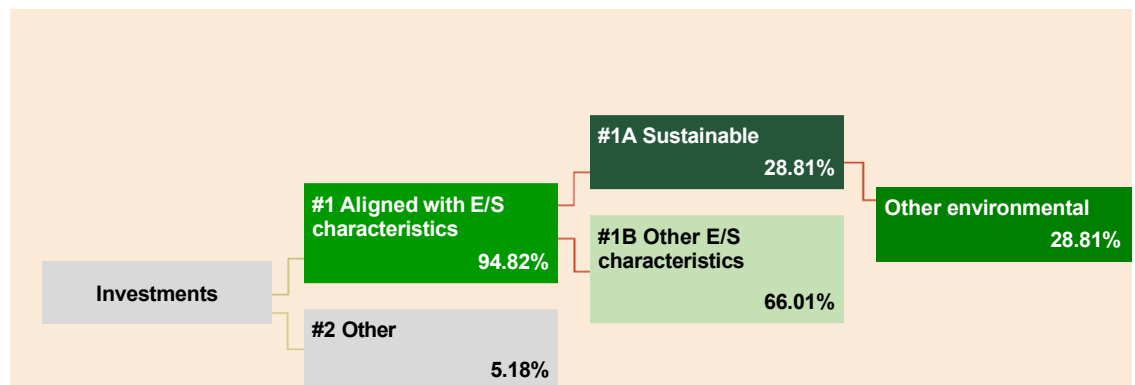 #1A Sustainable
28.81%
#1 Aligned with E/S
characteristics
94.82%
Other environmental
28.81%
#1B Other E/S
characteristics
66.01%
Investments
#2 Other
5.18%